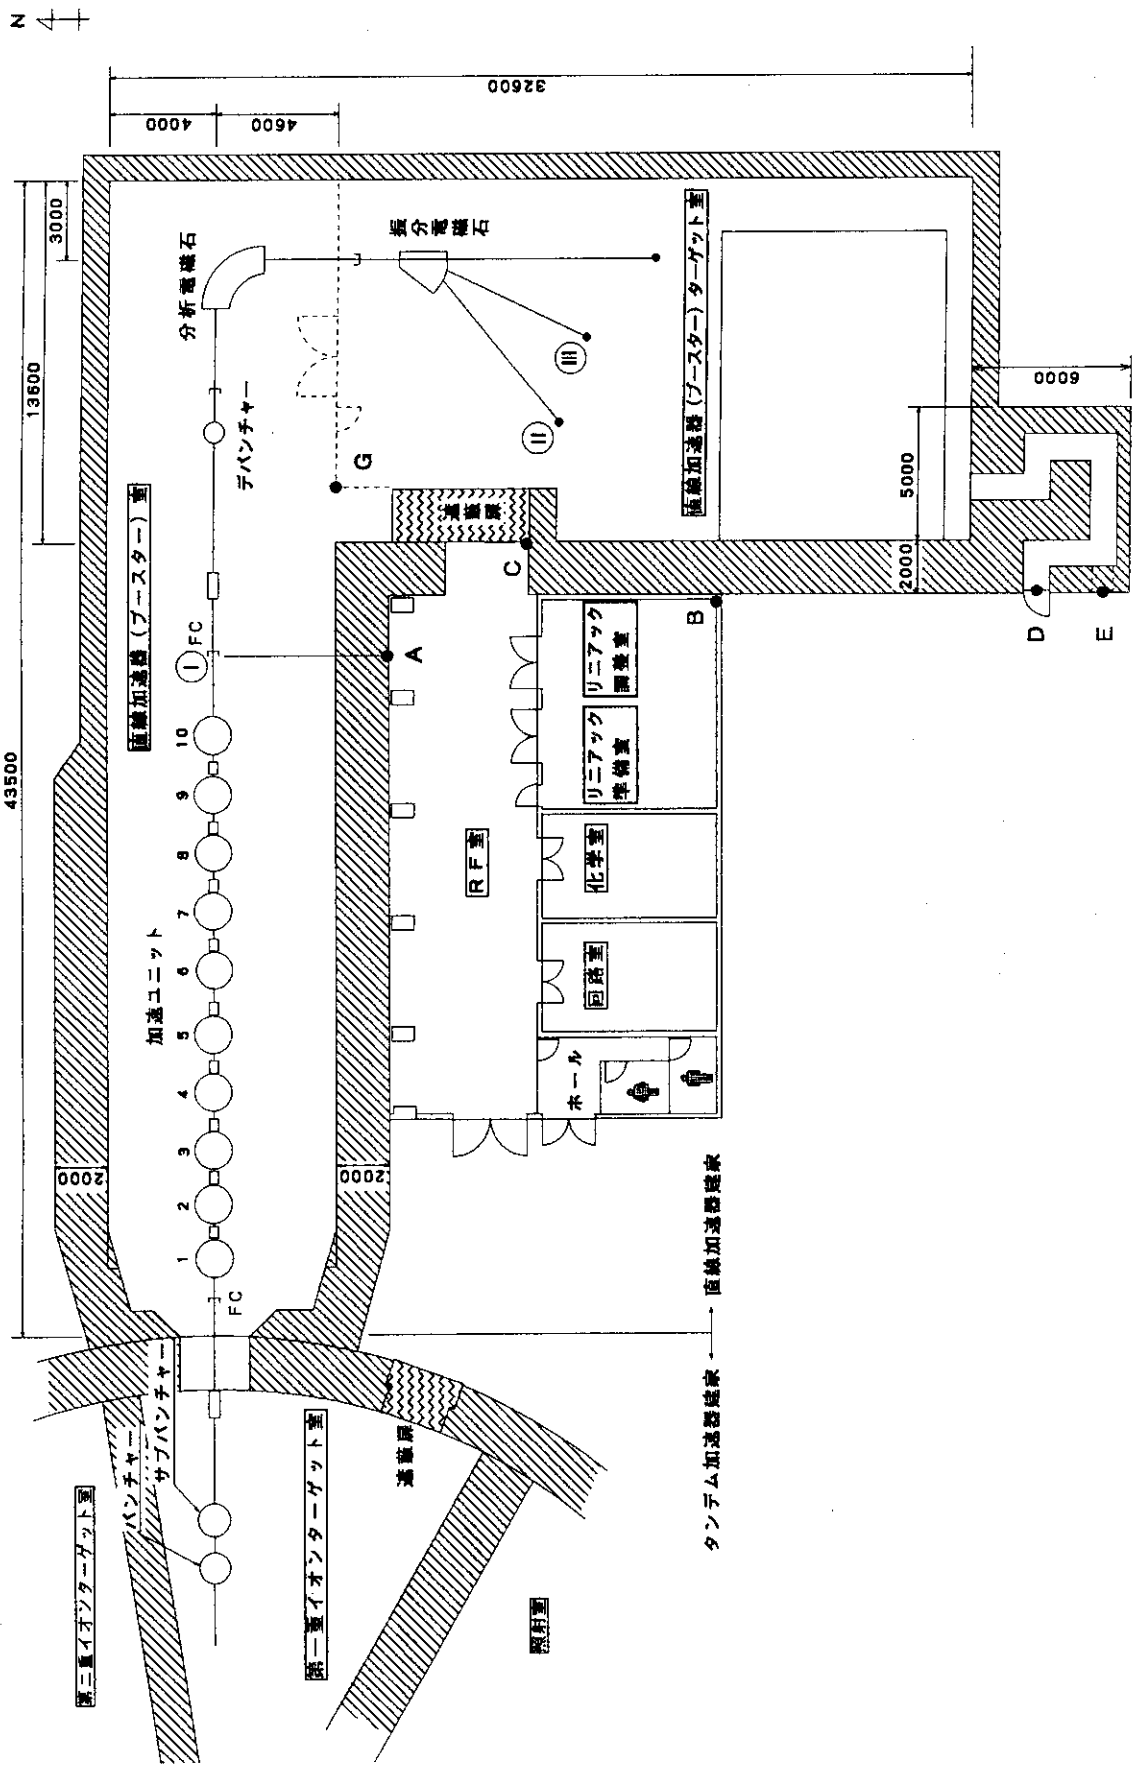 N
43500
13600
3000
32600
4000
4600
分析電磁石
振分電磁石
デバンチャー
直線加速器(ブースター)室
FC
I
10
9
8
7
6
5
4
3
2
1
加速ユニット
FC
2000
2000
G
遮蔽扉
C
II
III
直線加速器(ブースター)ターゲット室
A
B
RF室
リニアック
調整室
リニアック
準備室
化学室
回路室
ホール
5000
2000
6000
D
E
サブバンチャー
バンチャー
第二重イオンターゲット室
第一重イオンターゲット室
遮蔽扉
照射室
タンデム加速器建家
直線加速器建家